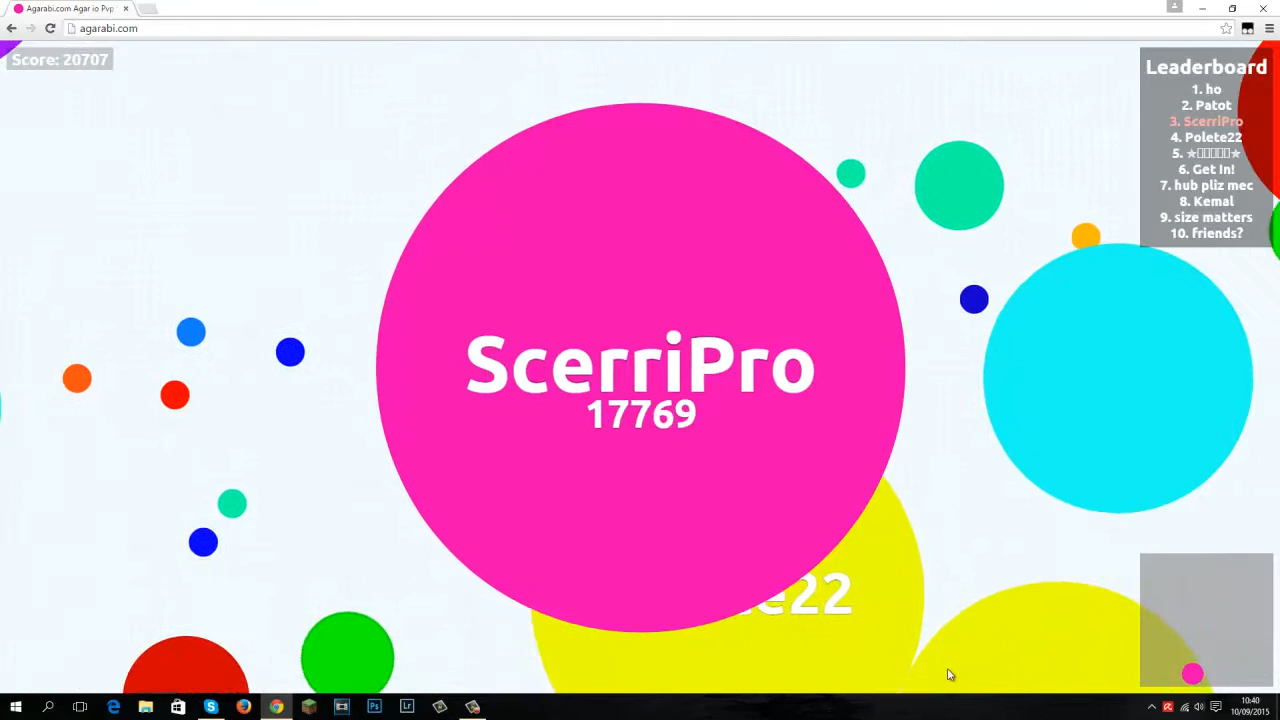 Agarabi.com Agar io Pvp
agarabi.com
Score: 20707
Leaderboard
1. ho
2. Patot
3. ScerriPro
4. Polete22
5. ★▯▯▯▯▯★
6. Get In!
7. hub pliz mec
8. Kemal
9. size matters
10. friends?
ScerriPro
17769
e22
10:40
10/09/2015